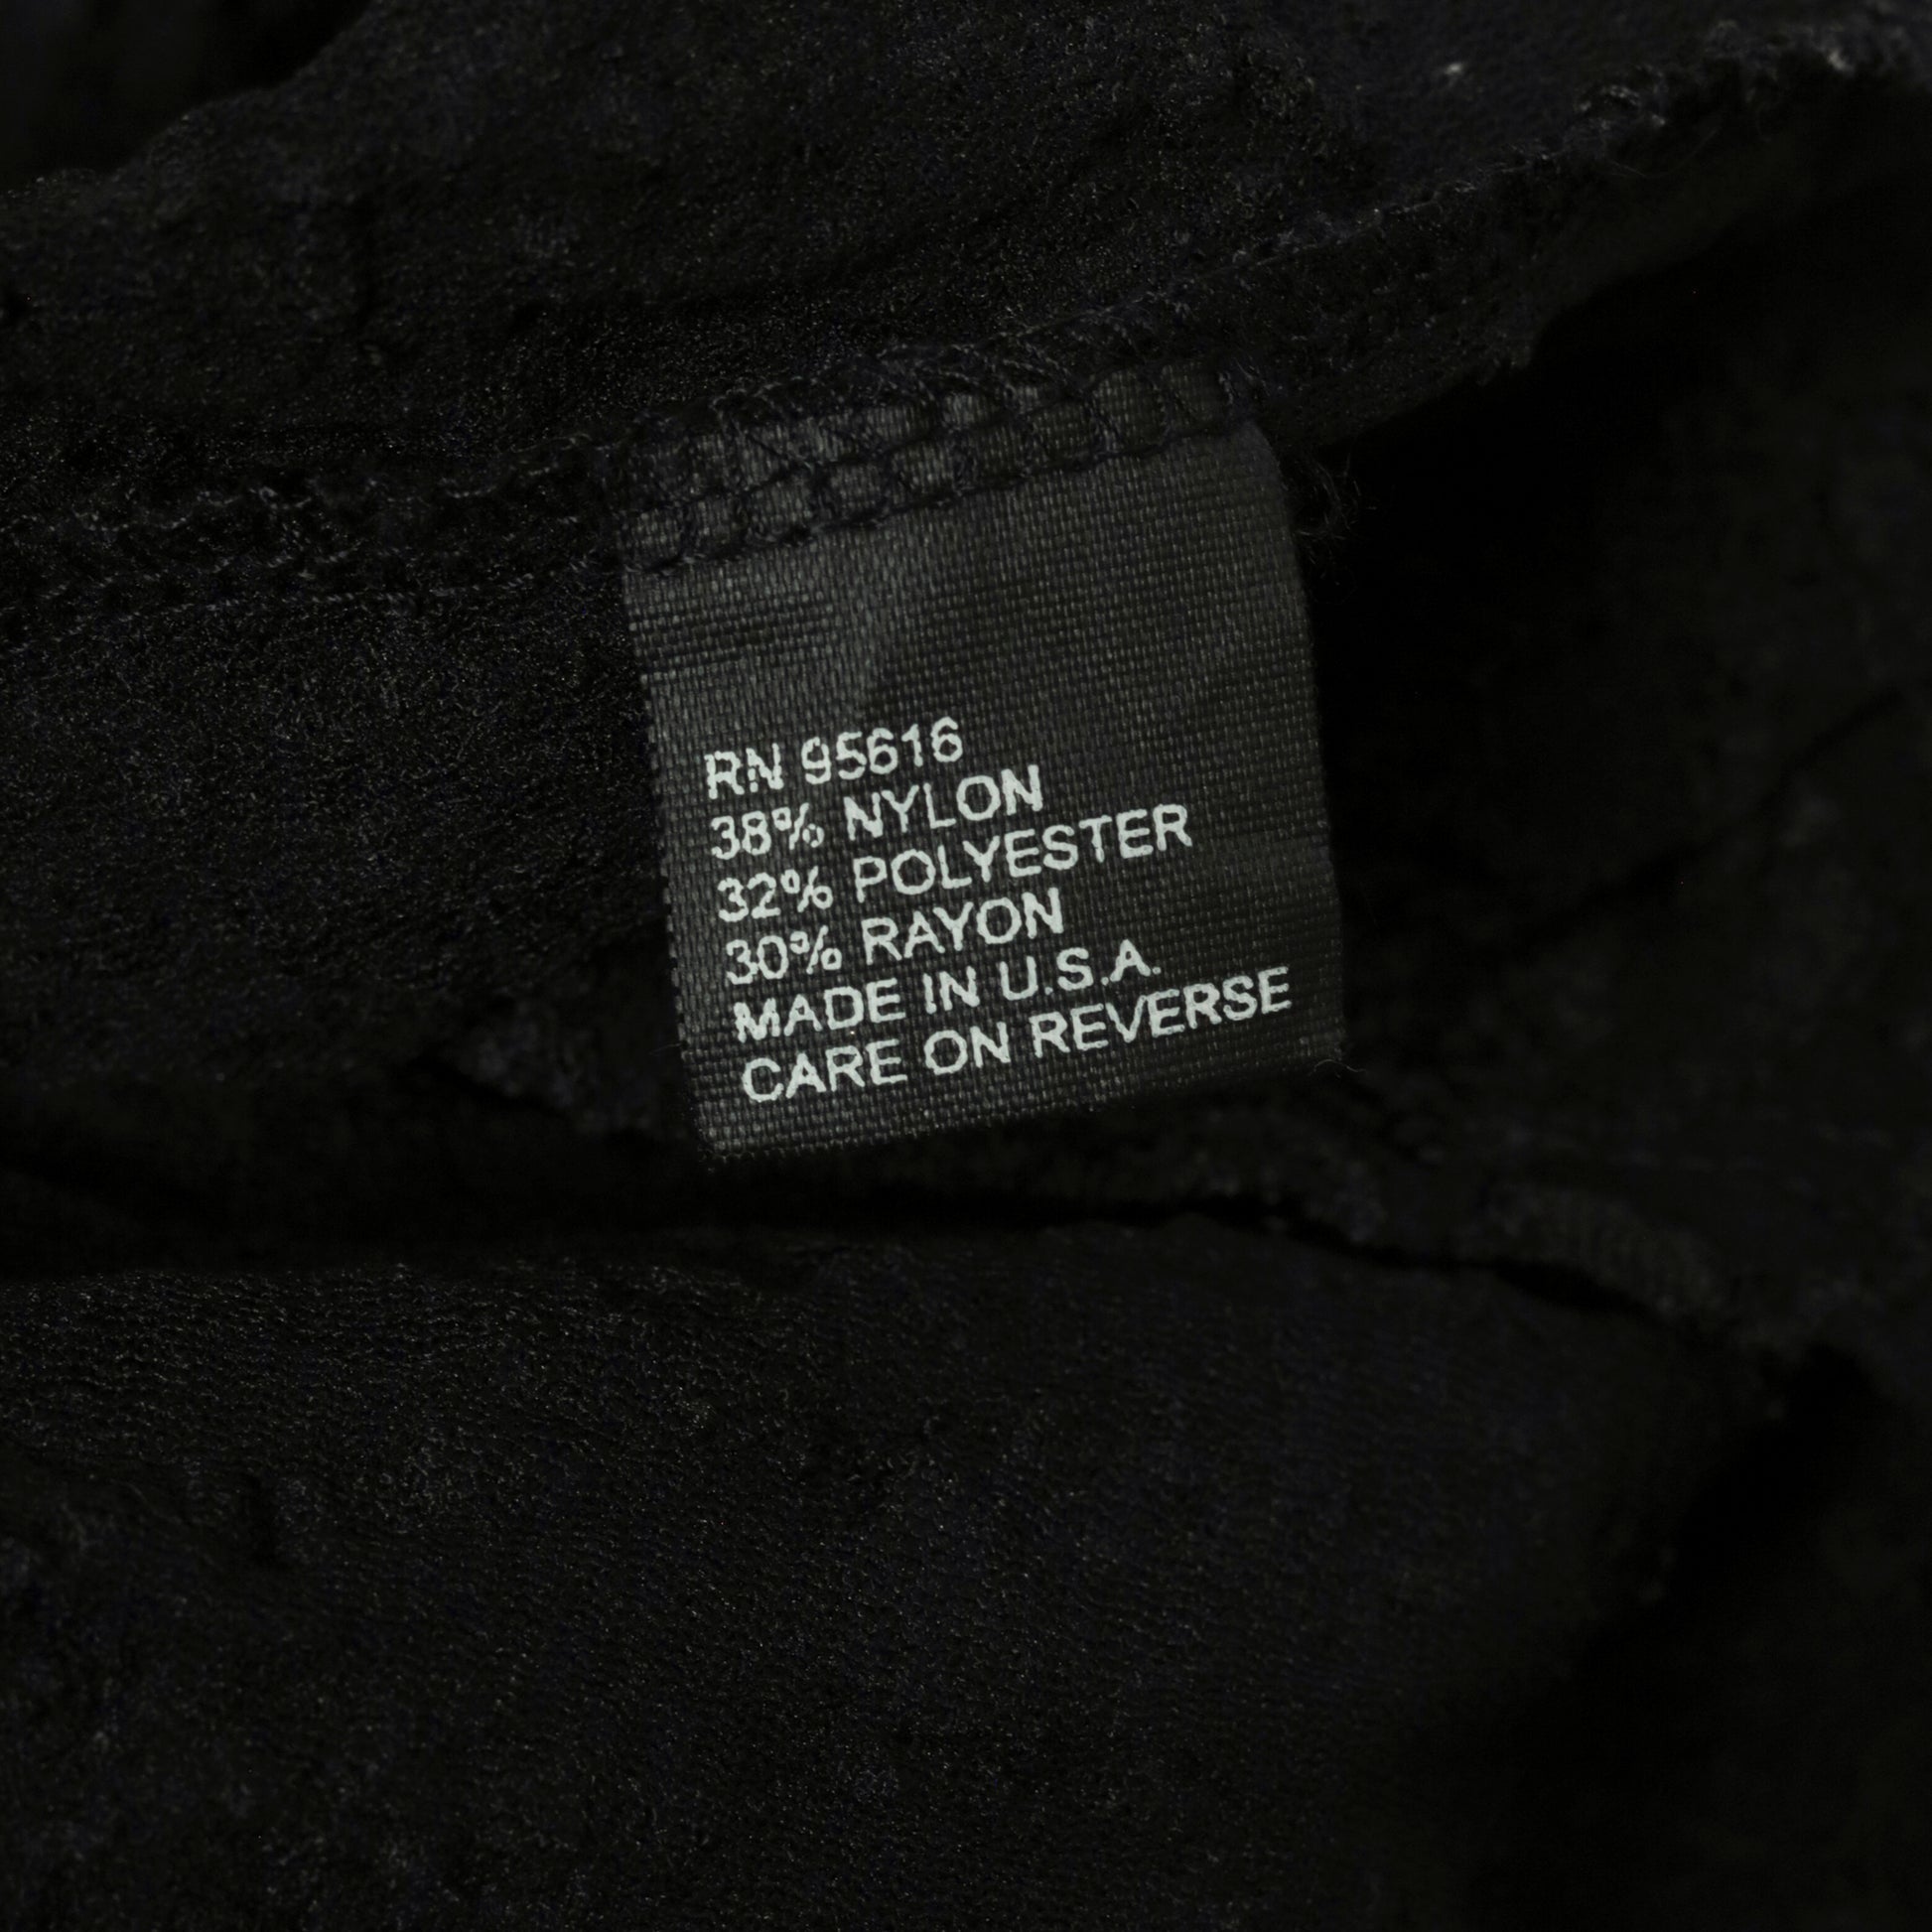 RN 95616
38% NYLON
32% POLYESTER
30% RAYON
MADE IN U.S.A.
CARE ON REVERSE